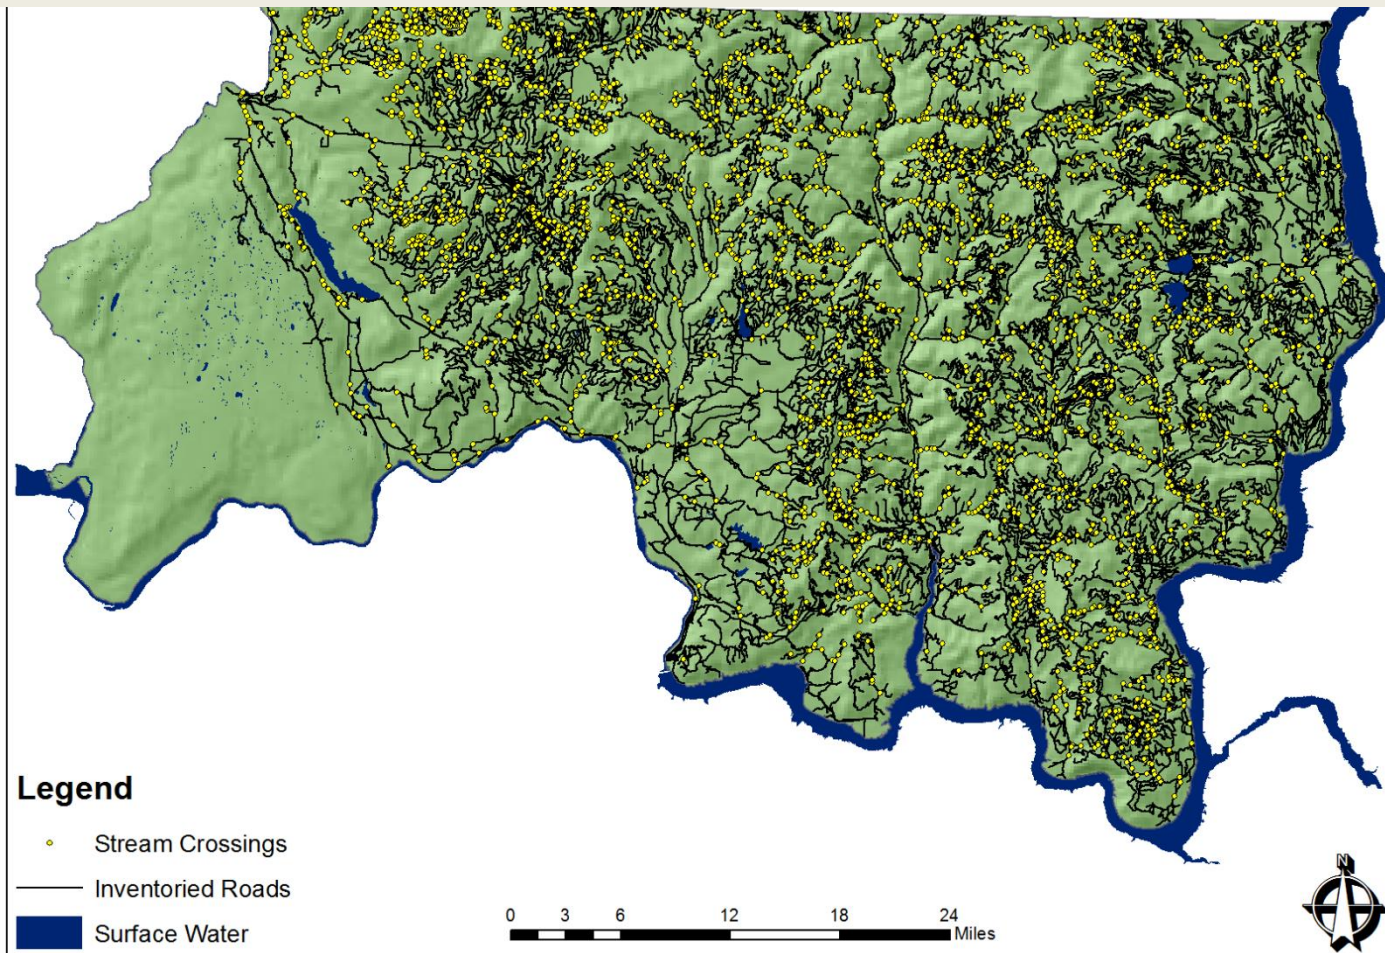 Legend
Stream Crossings
Inventoried Roads
Surface Water
0 3 6 12 18 24
Miles
N